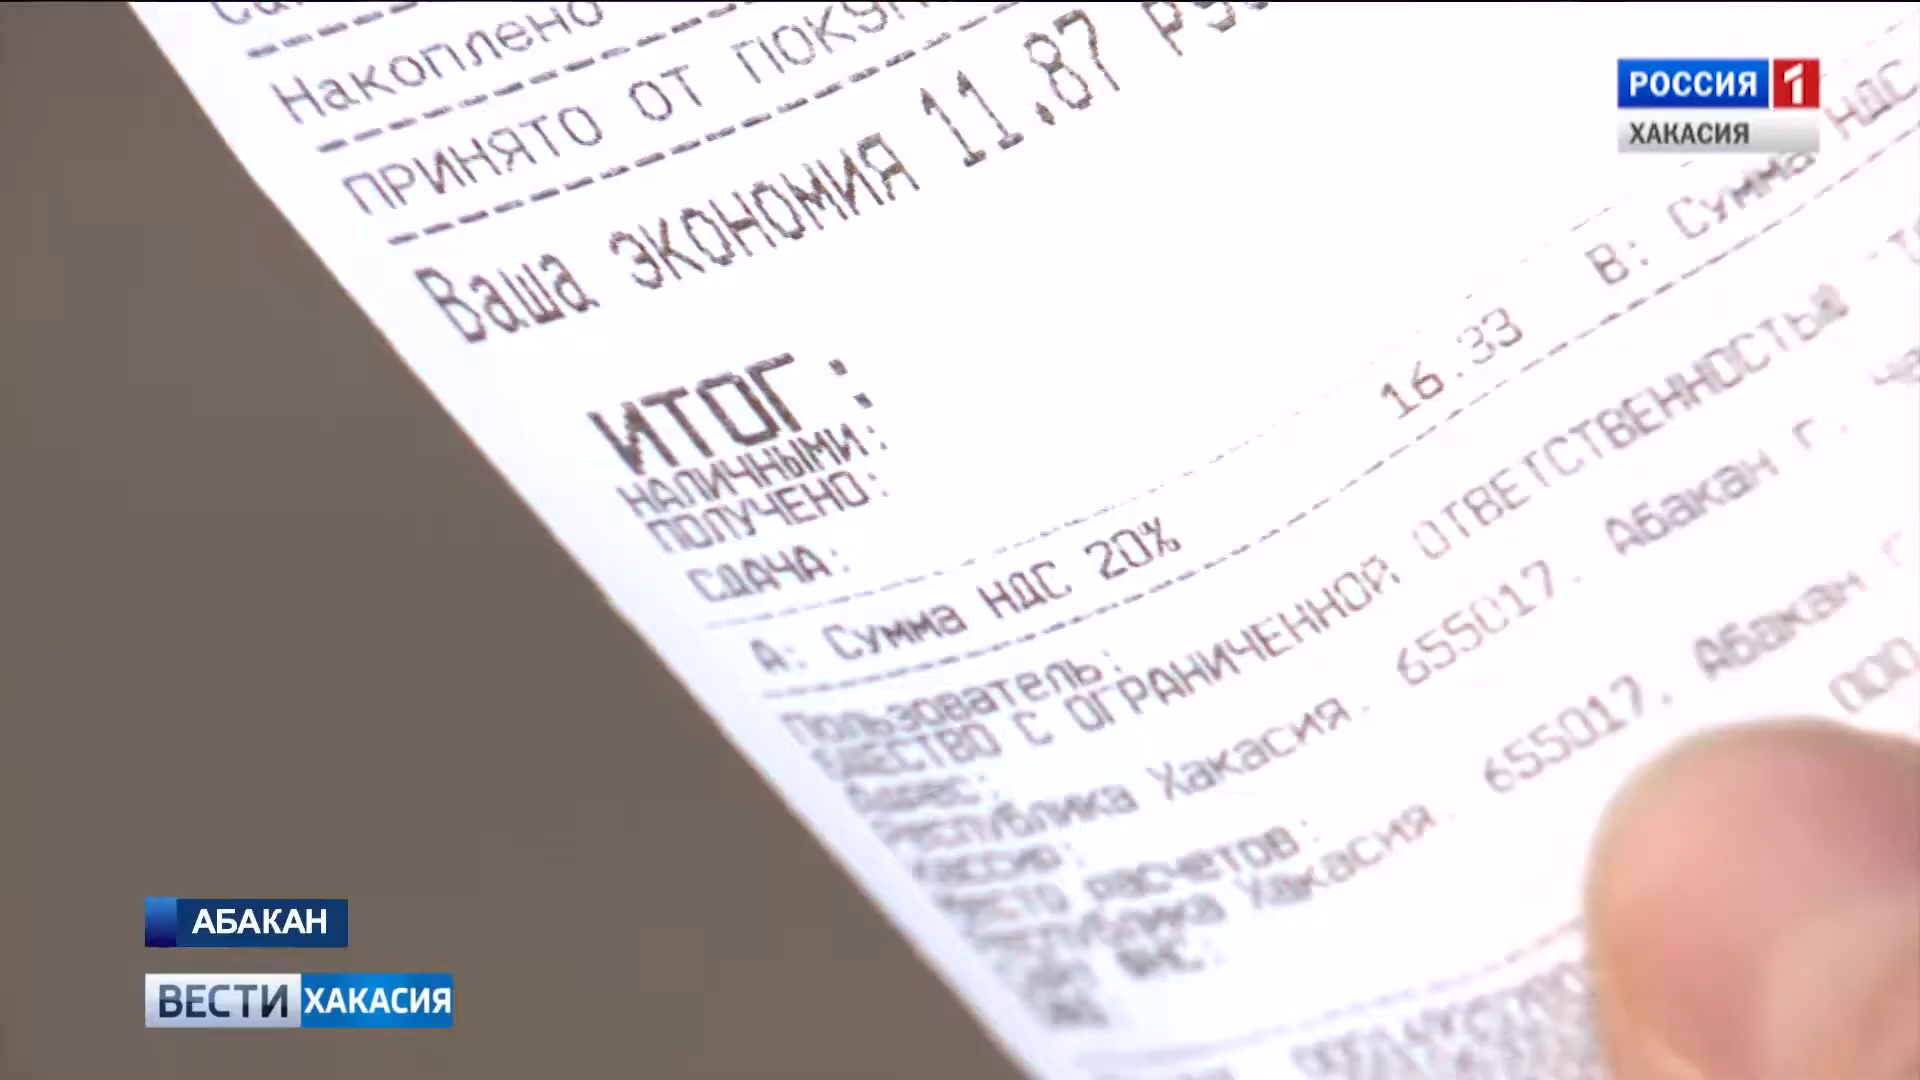 Накоплено
ПРИНЯТО ОТ ПОКУП
Ваша ЭКОНОМИЯ 11.87
ИТОГ:
НАЛИЧНЫМИ:
ПОЛУЧЕНО:
СДАЧА:
А: Сумма НДС 20% 16.33 В: Сумма НДС
Пользователь:
ЩЕСТВО С ОГРАНИЧЕННОЙ ОТВЕТСТВЕННОСТЬЮ
Адрес:
Республика Хакасия, 655017, Абакан г.
Кассир:
Место расчетов:
Республика Хакасия, 655017, Абакан г.
РОССИЯ 1
ХАКАСИЯ
АБАКАН
ВЕСТИ ХАКАСИЯ